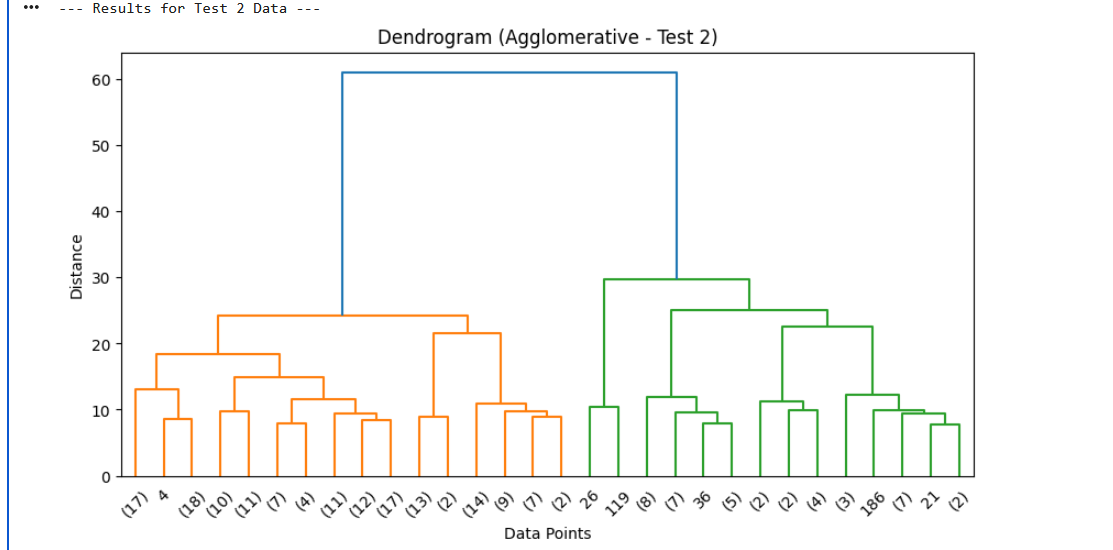 ••• --- Results for Test 2 Data ---
Dendrogram (Agglomerative - Test 2)
60
50
40
30
20
10
0
Distance
(17) 4 (18) (10) (11) (7) (4) (11) (12) (17) (13) (2) (14) (9) (7) (2) 26 119 (8) (7) 36 (5) (2) (2) (4) (3) 186 (7) 21 (2)
Data Points